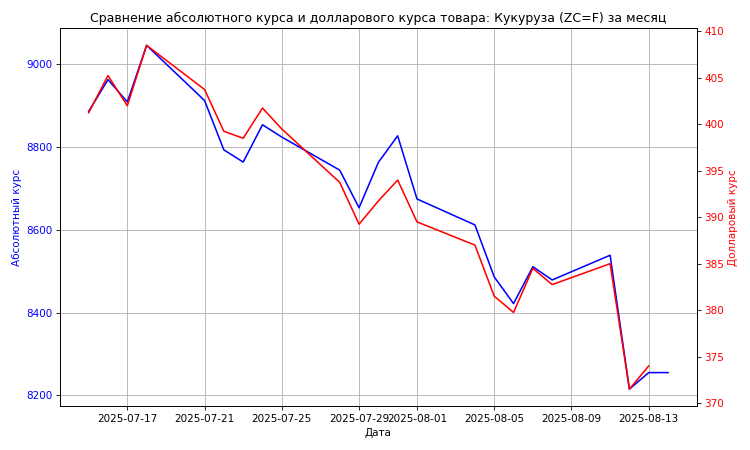 Сравнение абсолютного курса и долларового курса товара: Кукуруза (ZC=F) за месяц
9000
8800
8600
8400
8200
Абсолютный курс
410
405
400
395
390
385
380
375
370
Долларовый курс
2025-07-17 2025-07-21 2025-07-25 2025-07-29 2025-08-01 2025-08-05 2025-08-09 2025-08-13
Дата